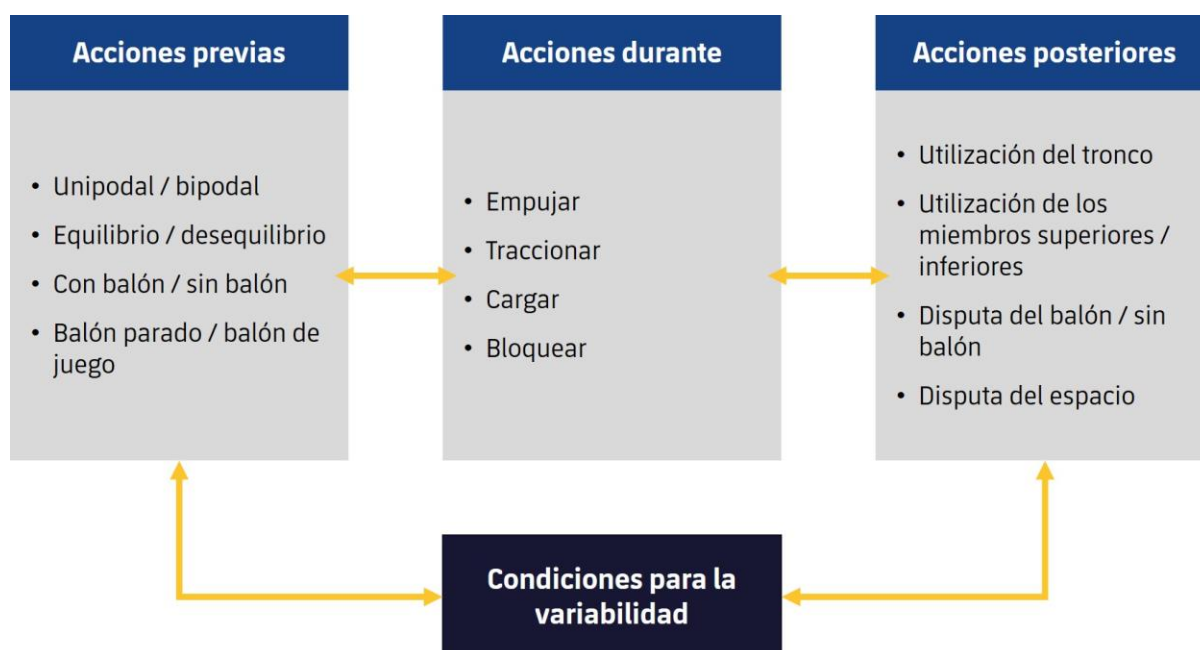 Acciones previas
• Unipodal / bipodal
• Equilibrio / desequilibrio
• Con balón / sin balón
• Balón parado / balón de
juego
Acciones durante
• Empujar
• Traccionar
• Cargar
• Bloquear
Acciones posteriores
• Utilización del tronco
• Utilización de los
miembros superiores /
inferiores
• Disputa del balón / sin
balón
• Disputa del espacio
Condiciones para la
variabilidad